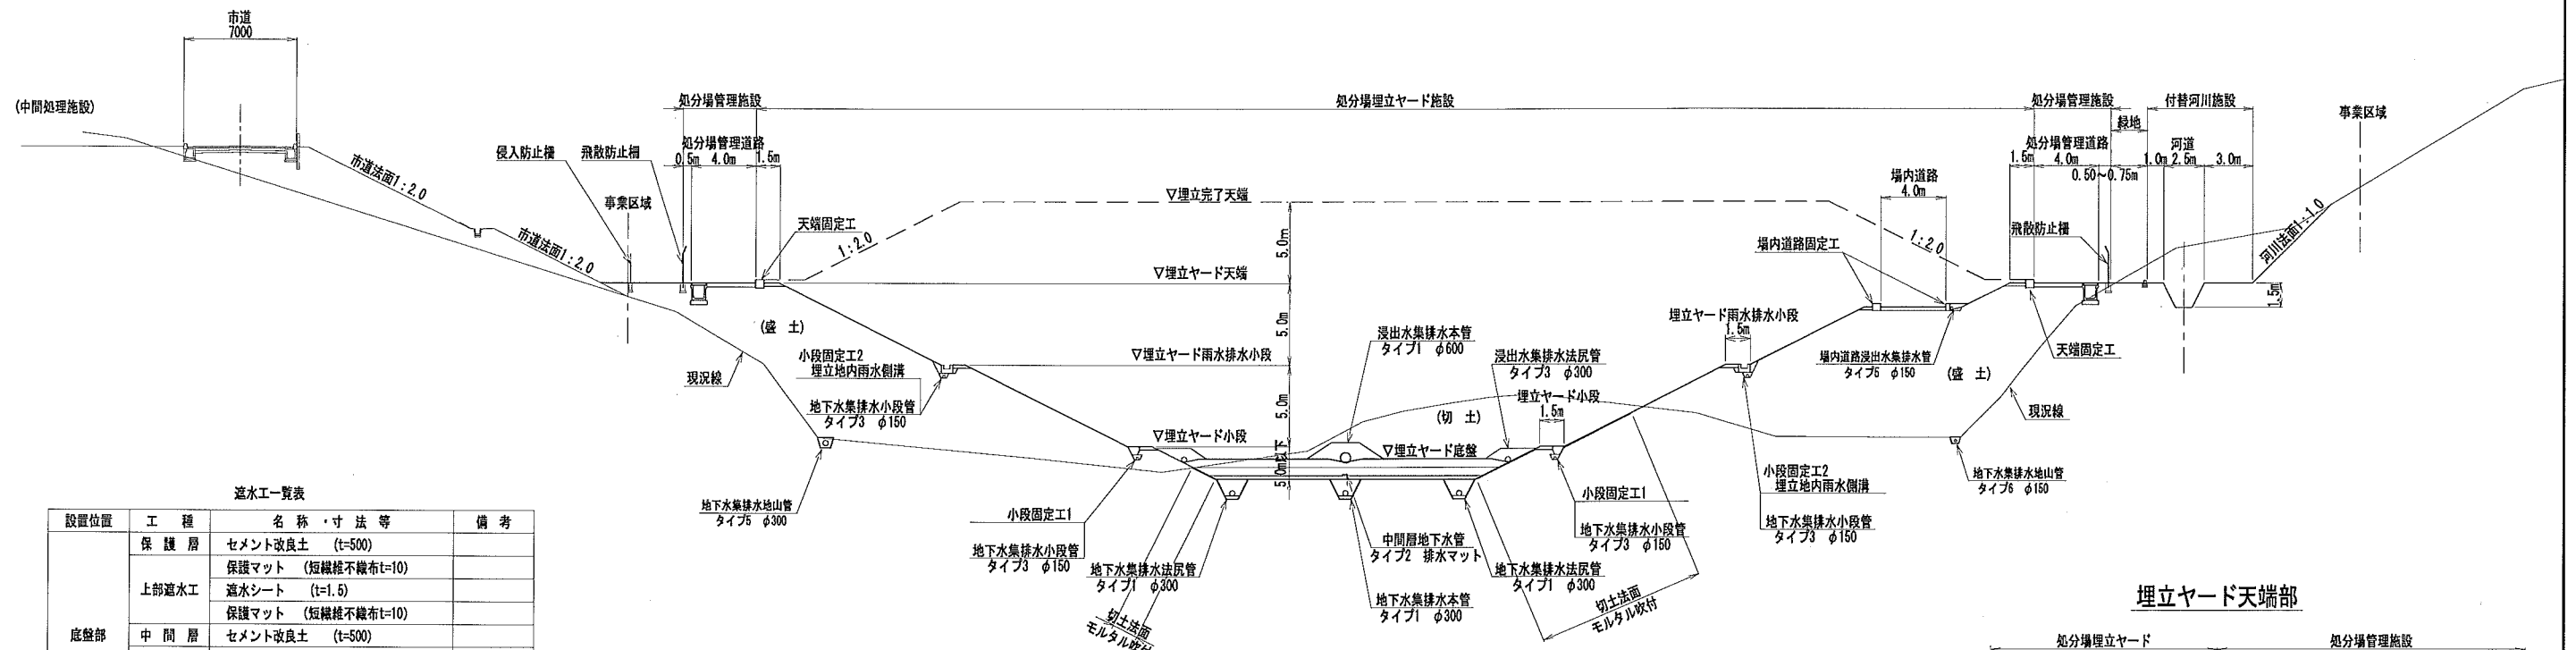 市道
7000
(中間処理施設)
処分場管理施設
処分場埋立ヤード施設
処分場管理施設
付替河川施設
緑地
事業区域
処分場管理道路
0.5m 4.0m 1.5m
侵入防止柵
飛散防止柵
市道法面1:2.0
事業区域
市道法面1:2.0
天端固定工
1:2.0
▽埋立完了天端
5.0m
場内道路
4.0m
場内道路固定工
1:2.0
処分場管理道路
1.5m 4.0m
0.50~0.75m
河道
1.0m 2.5m 3.0m
飛散防止柵
河川法面1:1.0
1.5m
▽埋立ヤード天端
5.0m
(盛 土)
現況線
小段固定工2
埋立地内雨水側溝
地下水集排水小段管
タイプ3 φ150
▽埋立ヤード雨水排水小段
5.0m
浸出水集排水本管
タイプ1 φ600
浸出水集排水法尻管
タイプ3 φ300
埋立ヤード小段
1.5m
(切 土)
埋立ヤード雨水排水小段
1.5m
場内道路浸出水集排水管
タイプ6 φ150
(盛 土)
天端固定工
現況線
▽埋立ヤード小段
▽埋立ヤード底盤
5.0m以下
地下水集排水地山管
タイプ5 φ300
小段固定工1
地下水集排水小段管
タイプ3 φ150
地下水集排水法尻管
タイプ1 φ300
切土法面
モルタル吹付
中間層地下水管
タイプ2 排水マット
地下水集排水本管
タイプ1 φ300
地下水集排水法尻管
タイプ1 φ300
小段固定工1
地下水集排水小段管
タイプ3 φ150
切土法面
モルタル吹付
小段固定工2
埋立地内雨水側溝
地下水集排水小段管
タイプ3 φ150
地下水集排水地山管
タイプ6 φ150
遮水工一覧表
設置位置 工 種 名 称 ・ 寸 法 等 備 考
底盤部
保 護 層 セメント改良土 (t=500)
上部遮水工
保護マット (短繊維不織布t=10)
遮水シート (t=1.5)
保護マット (短繊維不織布t=10)
中 間 層 セメント改良土 (t=500)
埋立ヤード天端部
処分場埋立ヤード
処分場管理施設